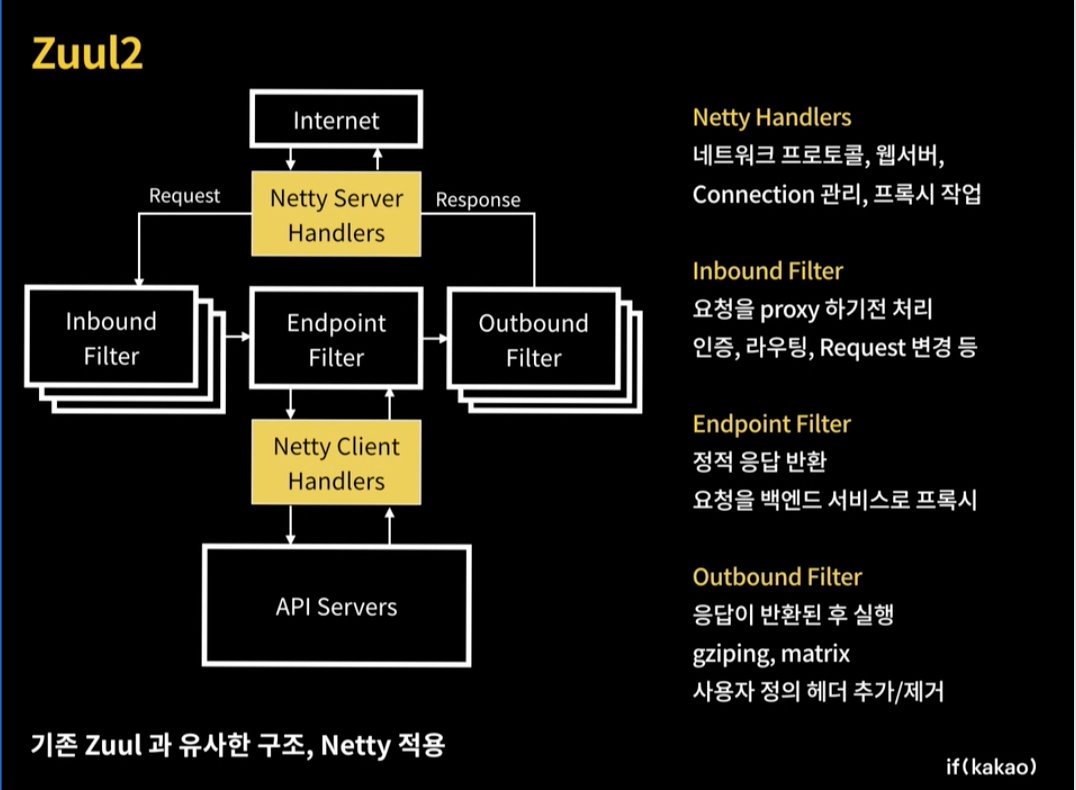 Zuul2
Internet
Request
Netty Server
Handlers
Response
Inbound
Filter
Endpoint
Filter
Outbound
Filter
Netty Client
Handlers
API Servers
기존 Zuul 과 유사한 구조, Netty 적용
Netty Handlers
네트워크 프로토콜, 웹서버,
Connection 관리, 프록시 작업
Inbound Filter
요청을 proxy 하기전 처리
인증, 라우팅, Request 변경 등
Endpoint Filter
정적 응답 반환
요청을 백엔드 서비스로 프록시
Outbound Filter
응답이 반환된 후 실행
gziping, matrix
사용자 정의 헤더 추가/제거
if(kakao)